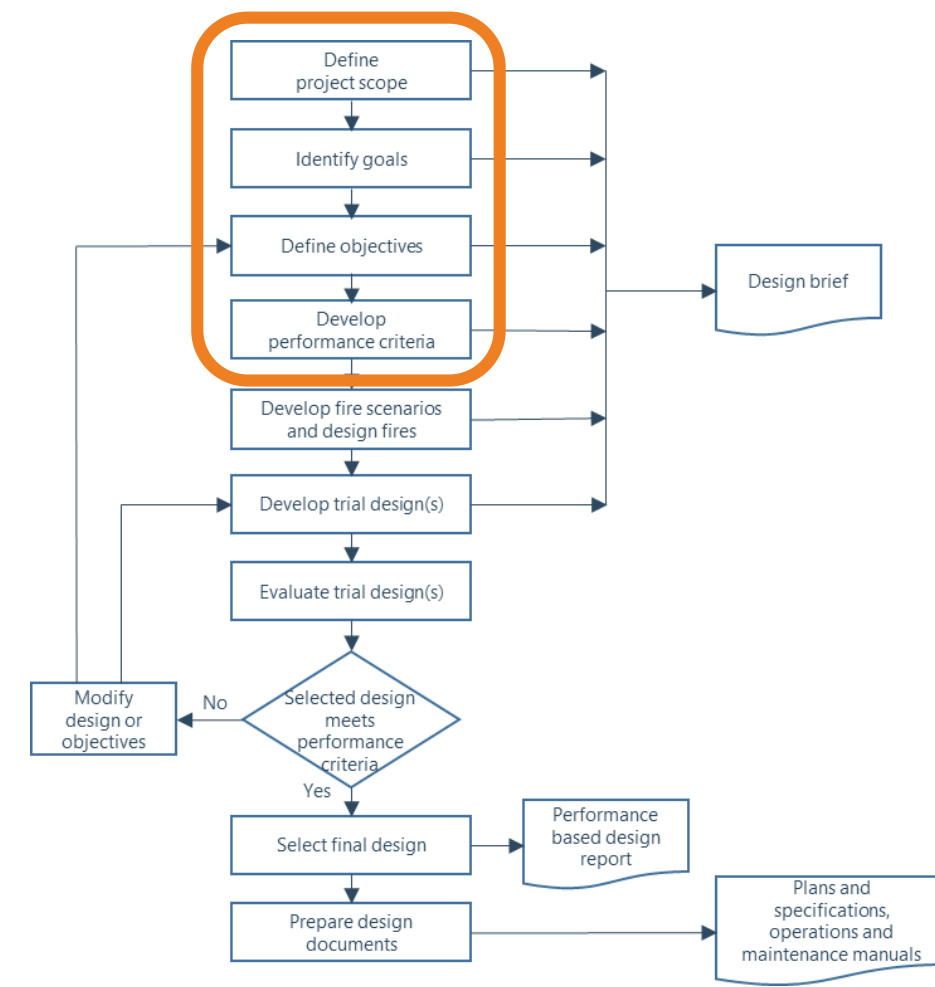 Define
project scope
Identify goals
Define objectives
Design brief
Develop
performance criteria
Develop fire scenarios
and design fires
Develop trial design(s)
Evaluate trial design(s)
Modify
design or
objectives
No
Selected design
meets
performance
criteria
Yes
Select final design
Performance
based design
report
Prepare design
documents
Plans and
specifications,
operations and
maintenance manuals